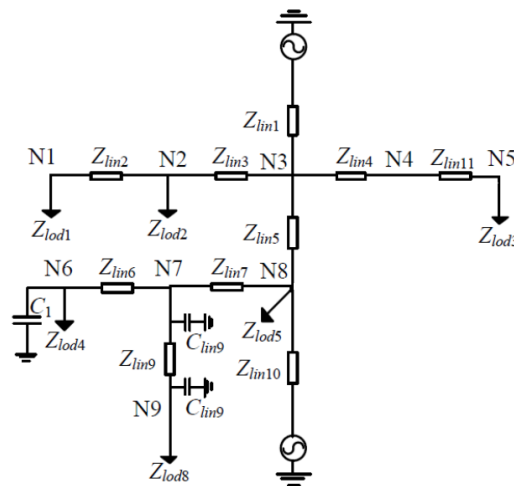 Zlin1
N1 Zlin2 N2 Zlin3 N3 Zlin4 N4 Zlin11 N5
Zlod1 Zlod2 Zlin5 Zlod3
N6 Zlin6 N7 Zlin7 N8
C1 Zlod4 Clin9 Zlod5
Zlin9 Zlin10
N9 Clin9
Zlod8